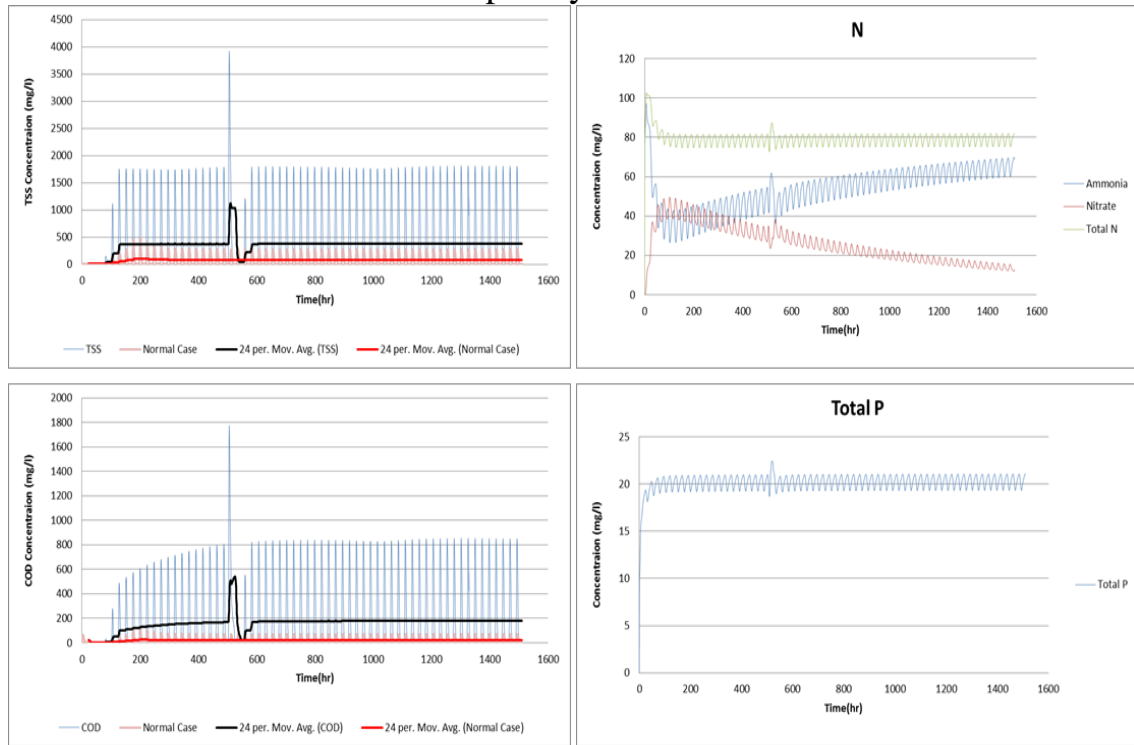 4500
4000
3500
3000
2500
2000
1500
1000
500
0
TSS Concentraion (mg/l)
0 200 400 600 800 1000 1200 1400 1600
Time(hr)
TSS Normal Case 24 per. Mov. Avg. (TSS) 24 per. Mov. Avg. (Normal Case)
N
120
100
80
60
40
20
0
Concentraion (mg/l)
0 200 400 600 800 1000 1200 1400 1600
Time(hr)
Ammonia
Nitrate
Total N
2000
1800
1600
1400
1200
1000
800
600
400
200
0
COD Concentraion (mg/l)
0 200 400 600 800 1000 1200 1400 1600
Time(hr)
COD Normal Case 24 per. Mov. Avg. (COD) 24 per. Mov. Avg. (Normal Case)
Total P
25
20
15
10
5
0
Concentraion (mg/l)
0 200 400 600 800 1000 1200 1400 1600
Time(hr)
Total P